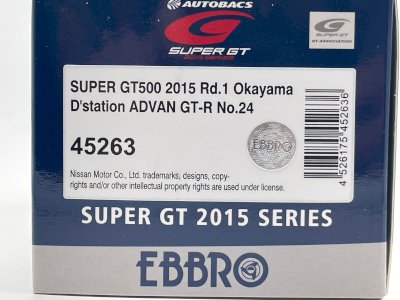 AUTOBACS
SUPER GT
2015 SERIES
SUPER GT
GT ASSOCIATION
SUPER GT500 2015 Rd.1 Okayama
D'station ADVAN GT-R No.24
45263
EBBRO
Nissan Motor Co., Ltd. trademarks, designs, copy-
rights and/or other intellectual property rights are used under license.
4 526175 452636
SUPER GT 2015 SERIES
EBBRO